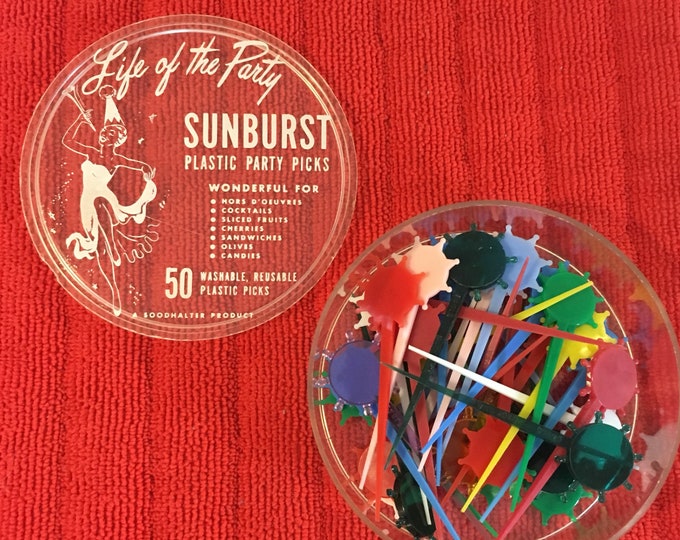 Life of the Party
SUNBURST
PLASTIC PARTY PICKS
WONDERFUL FOR
• HORS D'OEUVRES
• COCKTAILS
• SLICED FRUITS
• CHERRIES
• SANDWICHES
• OLIVES
• CANDIES
50 WASHABLE, REUSABLE
PLASTIC PICKS
A SOODHALTER PRODUCT